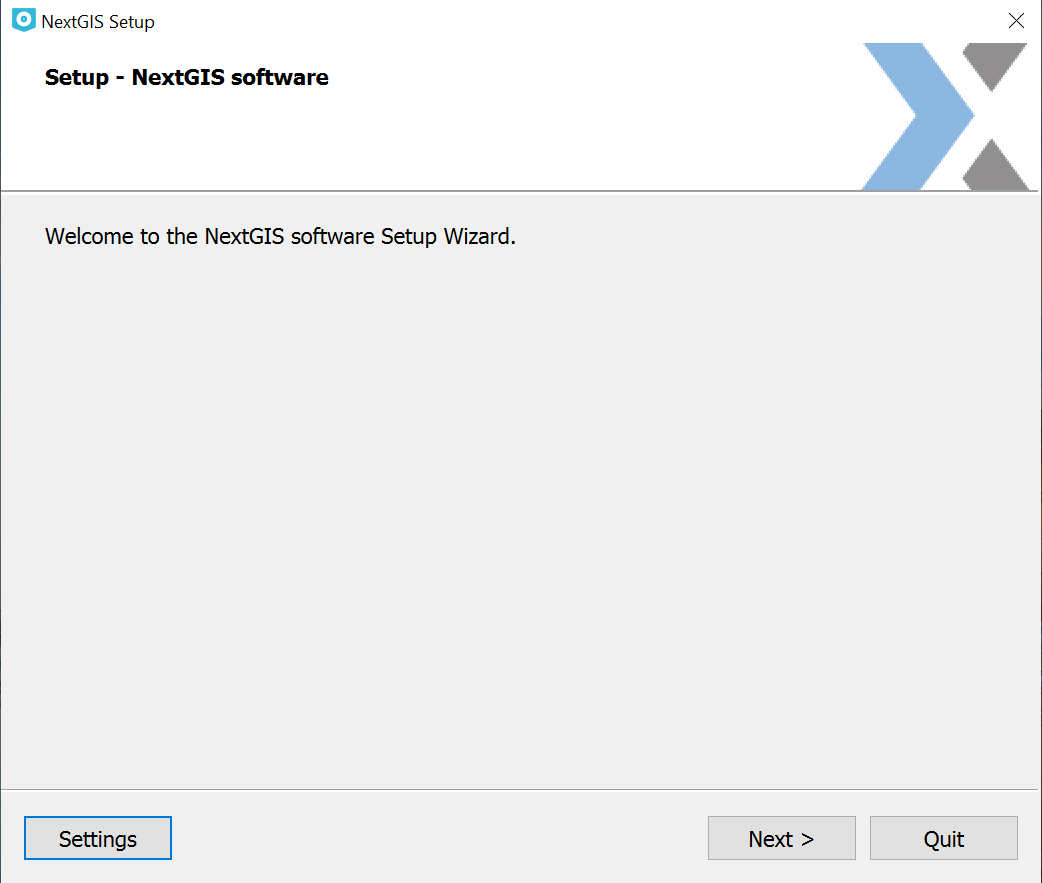 NextGIS Setup
Setup - NextGIS software
Welcome to the NextGIS software Setup Wizard.
Settings
Next >
Quit